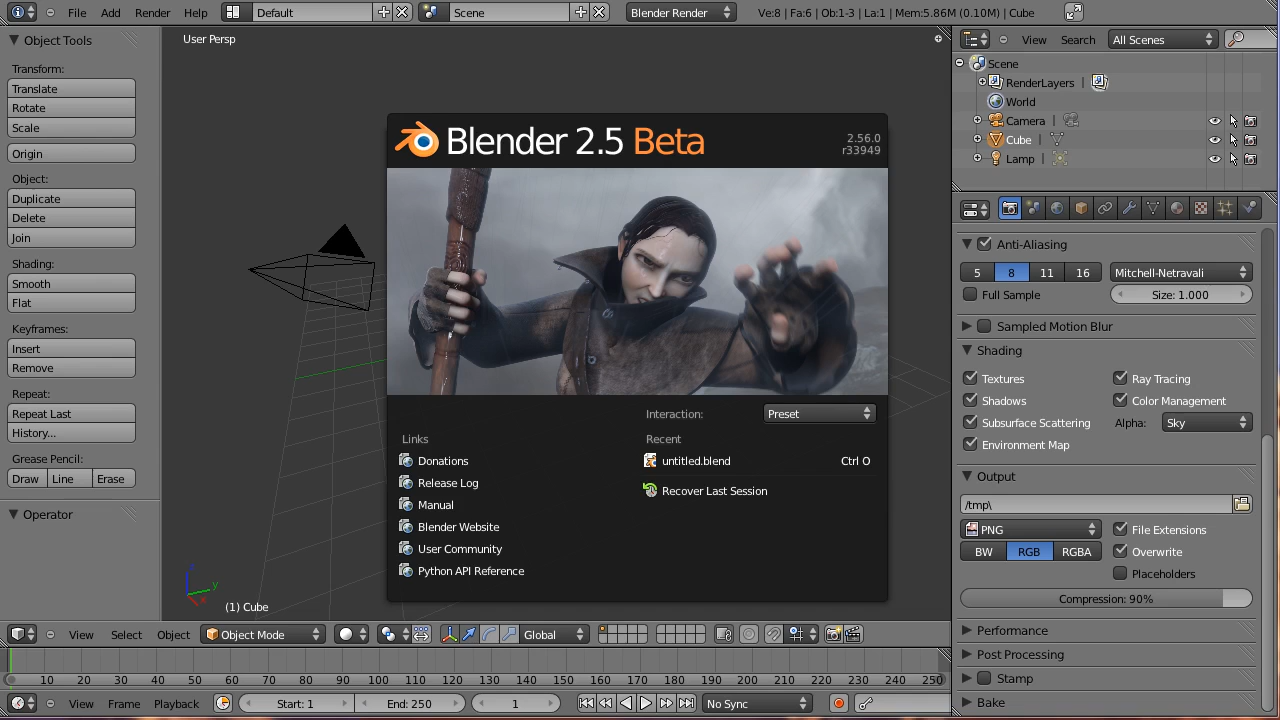 File Add Render Help Default Scene Blender Render Ve:8 | Fa:6 | Ob:1-3 | La:1 | Mem:5.86M (0.10M) | Cube
Object Tools
Transform:
Translate
Rotate
Scale
Origin
Object:
Duplicate
Delete
Join
Shading:
Smooth
Flat
Keyframes:
Insert
Remove
Repeat:
Repeat Last
History...
Grease Pencil:
Draw Line Erase
Operator
User Persp
Blender 2.5 Beta
2.56.0
r33949
Interaction: Preset
Links
Donations
Release Log
Manual
Blender Website
User Community
Python API Reference
Recent
untitled.blend Ctrl O
Recover Last Session
(1) Cube
z
y
x
View Search All Scenes
Scene
RenderLayers |
World
Camera |
Cube |
Lamp |
Anti-Aliasing
5 8 11 16 Mitchell-Netravali
Full Sample Size: 1.000
Sampled Motion Blur
Shading
Textures Ray Tracing
Shadows Color Management
Subsurface Scattering Alpha: Sky
Environment Map
Output
/tmp\
PNG File Extensions
BW RGB RGBA Overwrite
Placeholders
Compression: 90%
Performance
Post Processing
Stamp
Bake
View Select Object Object Mode Global
10 20 30 40 50 60 70 80 90 100 110 120 130 140 150 160 170 180 190 200 210 220 230 240 250
View Frame Playback Start: 1 End: 250 1 No Sync